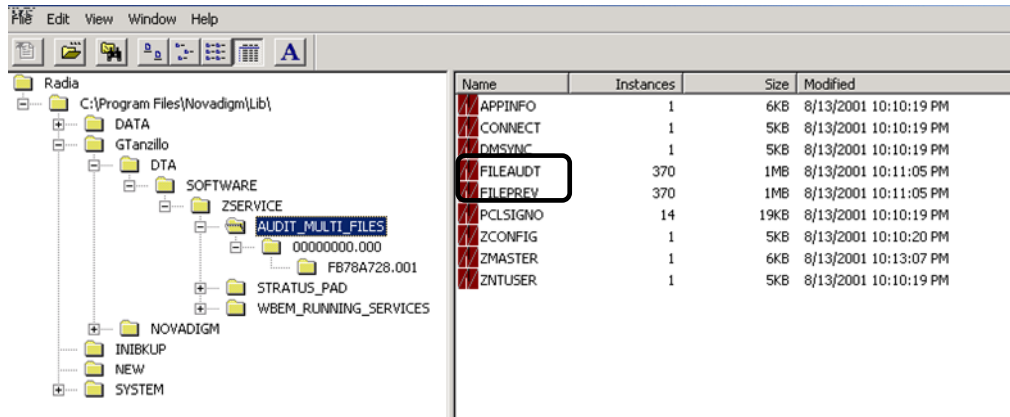 File Edit View Window Help
A
Radia
C:\Program Files\Novadigm\Lib\
DATA
GTanzillo
DTA
SOFTWARE
ZSERVICE
AUDIT_MULTI_FILES
00000000.000
FB78A728.001
STRATUS_PAD
WBEM_RUNNING_SERVICES
NOVADIGM
INIBKUP
NEW
SYSTEM
Name Instances Size Modified
APPINFO 1 6KB 8/13/2001 10:10:19 PM
CONNECT 1 5KB 8/13/2001 10:10:19 PM
DMSYNC 1 5KB 8/13/2001 10:10:19 PM
FILEAUDT 370 1MB 8/13/2001 10:11:05 PM
FILEPREV 370 1MB 8/13/2001 10:11:05 PM
PCLSIGNO 14 19KB 8/13/2001 10:10:19 PM
ZCONFIG 1 5KB 8/13/2001 10:10:20 PM
ZMASTER 1 6KB 8/13/2001 10:13:07 PM
ZNTUSER 1 5KB 8/13/2001 10:10:19 PM